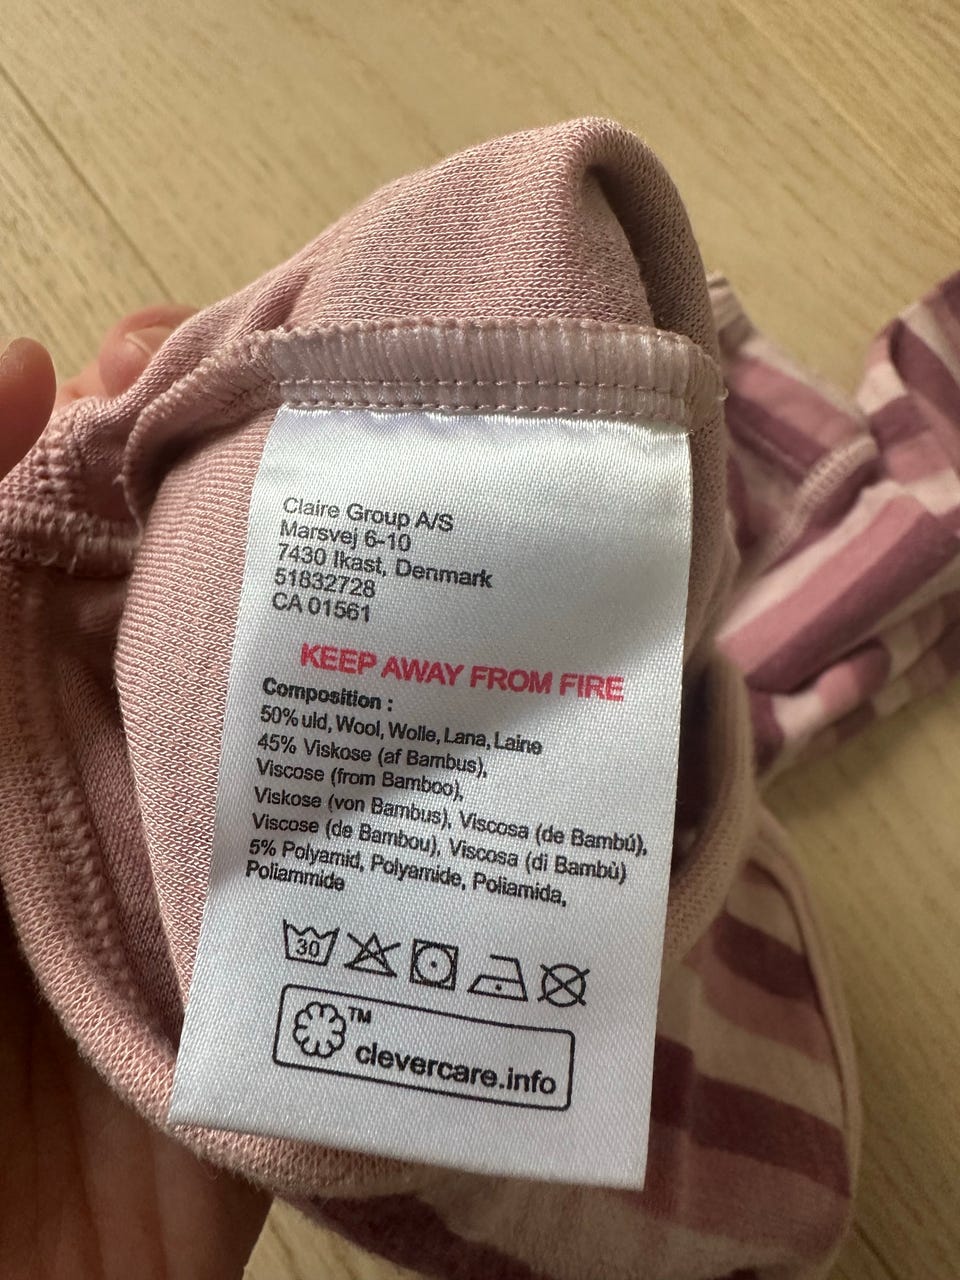 Claire Group A/S
Marsvej 6-10
7430 Ikast, Denmark
51832728
CA 01561
KEEP AWAY FROM FIRE
Composition :
50% uld, Wool, Wolle, Lana, Laine
45% Viskose (af Bambus),
Viscose (from Bamboo),
Viskose (von Bambus), Viscosa (de Bambú),
Viscose (de Bambou), Viscosa (di Bambù)
5% Polyamid, Polyamide, Poliamida,
Poliammide
30
TM
clevercare.info